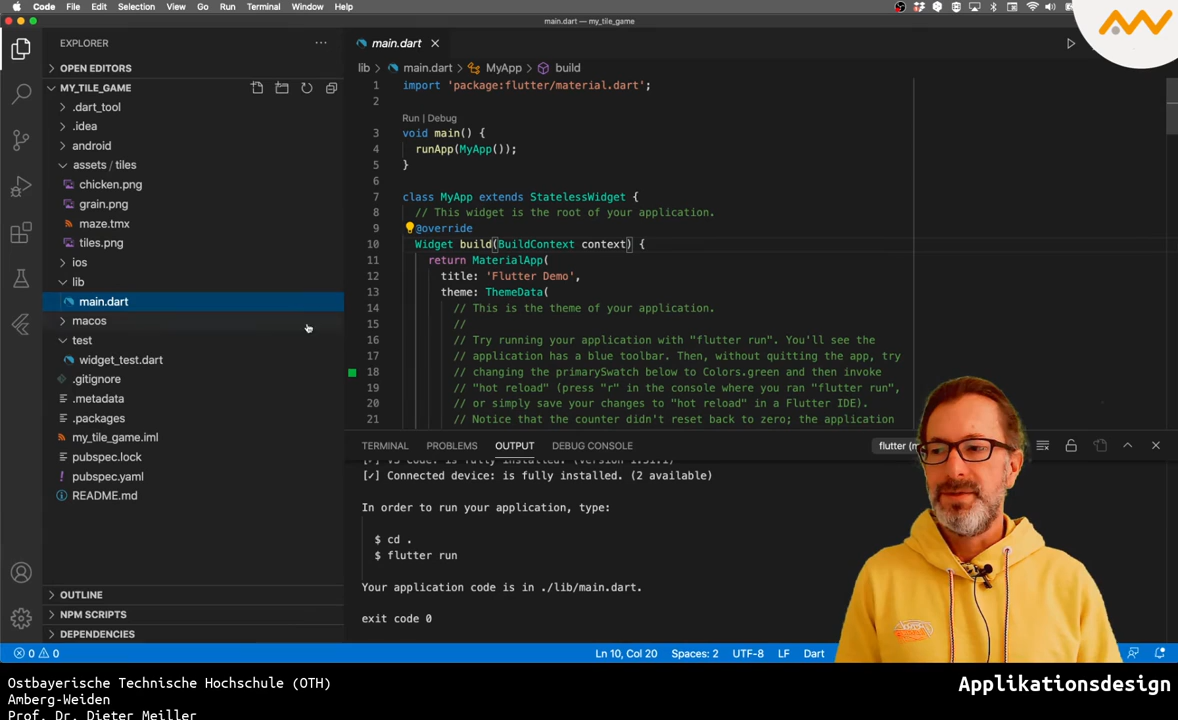 Code File Edit Selection View Go Run Terminal Window Help
main.dart — my_tile_game
EXPLORER
OPEN EDITORS
MY_TILE_GAME
.dart_tool
.idea
android
assets / tiles
chicken.png
grain.png
maze.tmx
tiles.png
ios
lib
main.dart
macos
test
widget_test.dart
.gitignore
.metadata
.packages
my_tile_game.iml
pubspec.lock
pubspec.yaml
README.md
OUTLINE
NPM SCRIPTS
DEPENDENCIES
main.dart
lib > main.dart > MyApp > build
1 import 'package:flutter/material.dart';
2
Run | Debug
3 void main() {
4 runApp(MyApp());
5 }
6
7 class MyApp extends StatelessWidget {
8 // This widget is the root of your application.
9 @override
10 Widget build(BuildContext context) {
11 return MaterialApp(
12 title: 'Flutter Demo',
13 theme: ThemeData(
14 // This is the theme of your application.
15 //
16 // Try running your application with "flutter run". You'll see the
17 // application has a blue toolbar. Then, without quitting the app, try
18 // changing the primarySwatch below to Colors.green and then invoke
19 // "hot reload" (press "r" in the console where you ran "flutter run",
20 // or simply save your changes to "hot reload" in a Flutter IDE).
21 // Notice that the counter didn't reset back to zero; the application
TERMINAL PROBLEMS OUTPUT DEBUG CONSOLE
flutter (m
[✓] Connected device: is fully installed. (2 available)
In order to run your application, type:
$ cd .
$ flutter run
Your application code is in ./lib/main.dart.
exit code 0
0 0 Ln 10, Col 20 Spaces: 2 UTF-8 LF Dart
Ostbayerische Technische Hochschule (OTH)
Amberg-Weiden
Prof. Dr. Dieter Meiller
Applikationsdesign